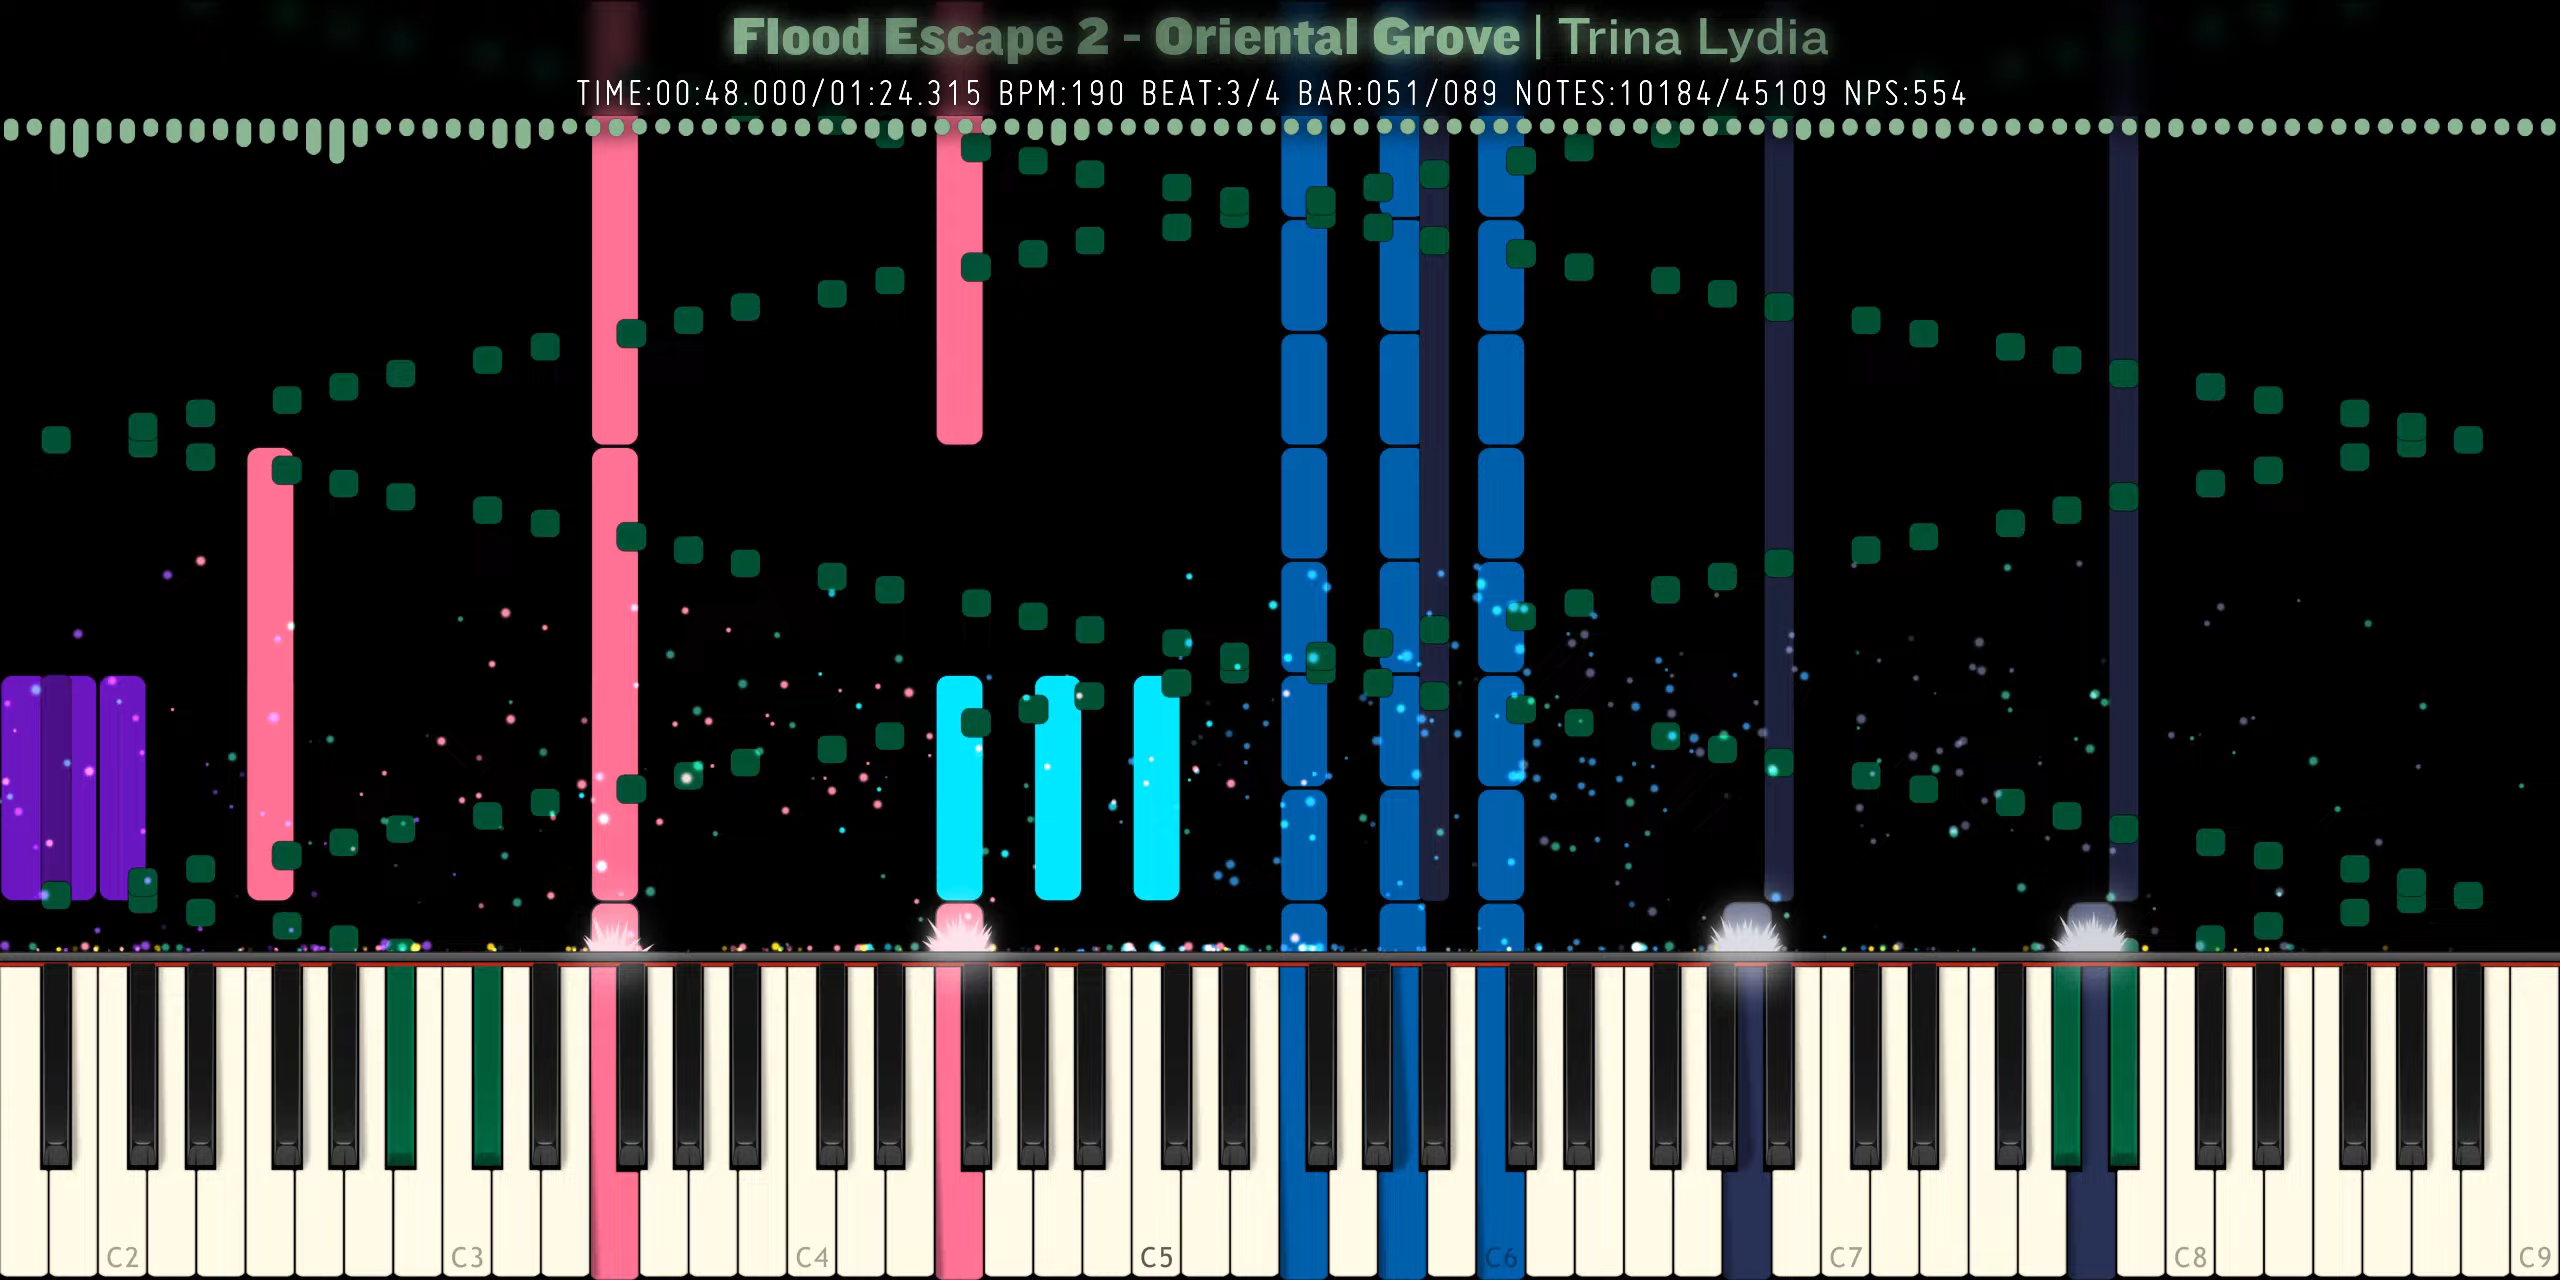 Flood Escape 2 - Oriental Grove | Trina Lydia
TIME:00:48.000/01:24.315 BPM:190 BEAT:3/4 BAR:051/089 NOTES:10184/45109 NPS:554
C2 C3 C4 C5 C6 C7 C8 C9